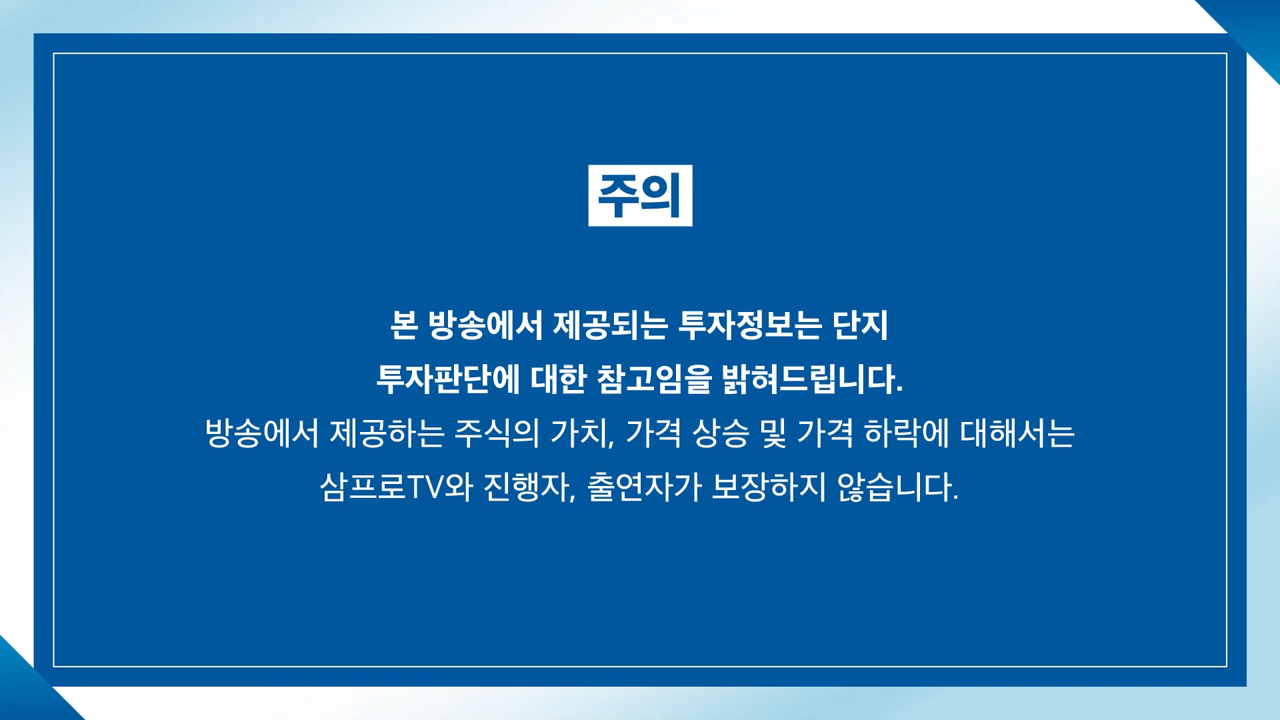 주의
본 방송에서 제공되는 투자정보는 단지
투자판단에 대한 참고임을 밝혀드립니다.
방송에서 제공하는 주식의 가치, 가격 상승 및 가격 하락에 대해서는
삼프로TV와 진행자, 출연자가 보장하지 않습니다.